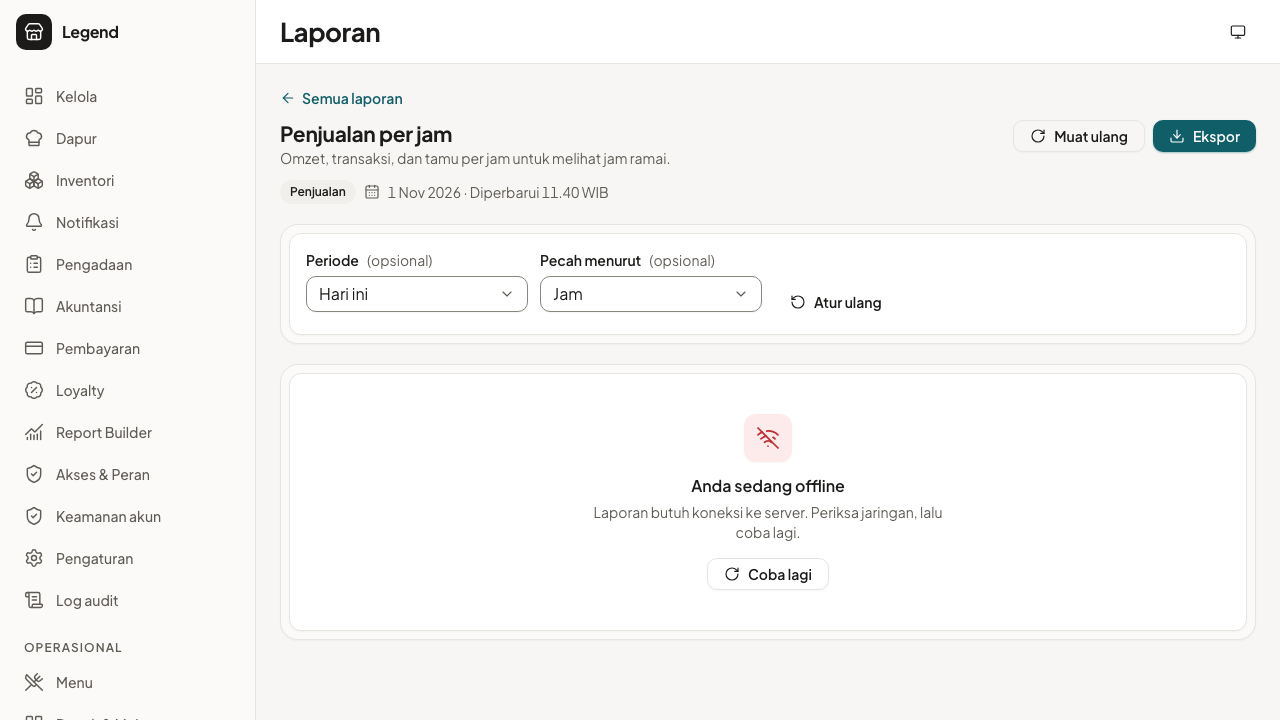 Legend
Kelola
Dapur
Inventori
Notifikasi
Pengadaan
Akuntansi
Pembayaran
Loyalty
Report Builder
Akses & Peran
Keamanan akun
Pengaturan
Log audit
OPERASIONAL
Menu
Laporan
Semua laporan
Penjualan per jam
Omzet, transaksi, dan tamu per jam untuk melihat jam ramai.
Muat ulang
Ekspor
Penjualan
1 Nov 2026 · Diperbarui 11.40 WIB
Periode (opsional)
Hari ini
Pecah menurut (opsional)
Jam
Atur ulang
Anda sedang offline
Laporan butuh koneksi ke server. Periksa jaringan, lalu
coba lagi.
Coba lagi